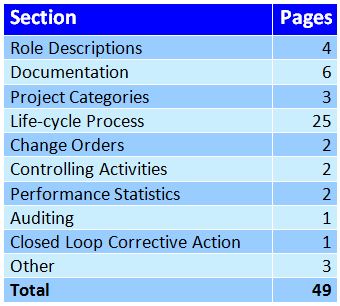 Section Pages
Role Descriptions 4
Documentation 6
Project Categories 3
Life-cycle Process 25
Change Orders 2
Controlling Activities 2
Performance Statistics 2
Auditing 1
Closed Loop Corrective Action 1
Other 3
Total 49